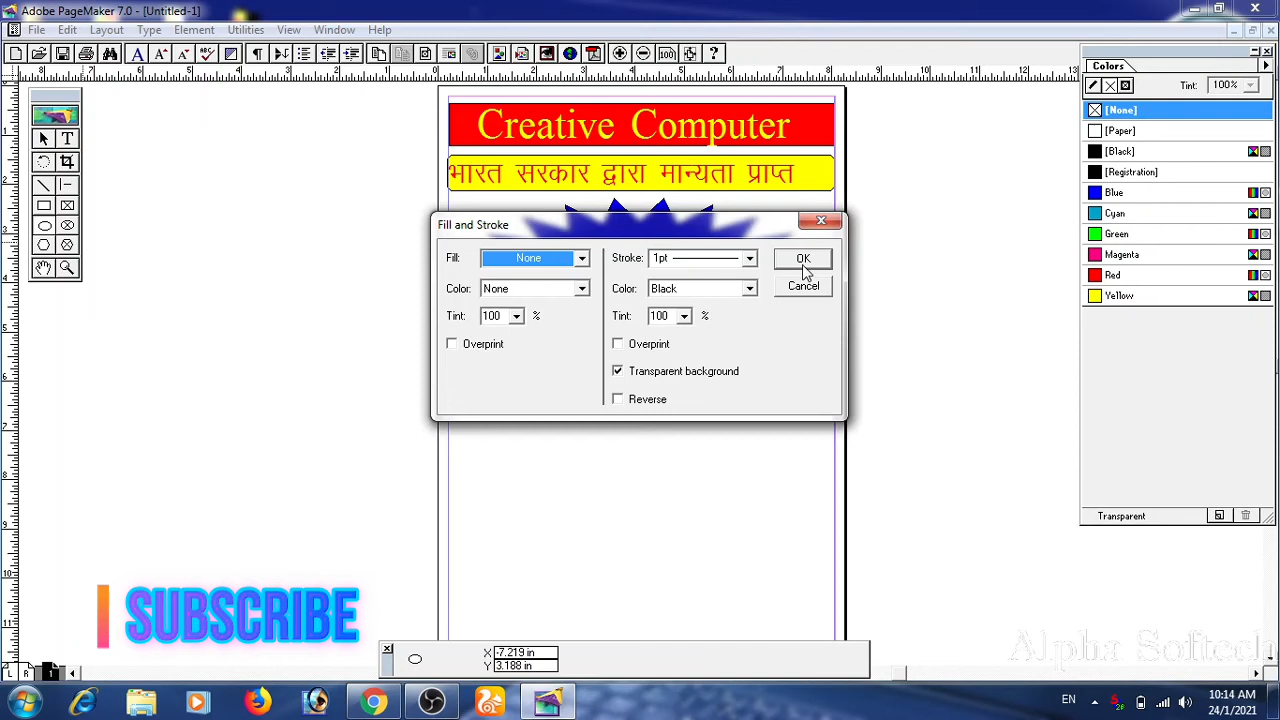 Adobe PageMaker 7.0 - [Untitled-1]
File Edit Layout Type Element Utilities View Window Help
Colors
Tint: 100%
[None]
[Paper]
[Black]
[Registration]
Blue
Cyan
Green
Magenta
Red
Yellow
Transparent
Creative Computer
भारत सरकार द्वारा मान्यता प्राप्त
Fill and Stroke
Fill: None Stroke: 1pt OK
Color: None Color: Black Cancel
Tint: 100 % Tint: 100 %
Overprint Overprint
Transparent background
Reverse
SUBSCRIBE
Alpha Softech
X -7.219 in
Y 3.188 in
L R 1
EN 10:14 AM
24/1/2021